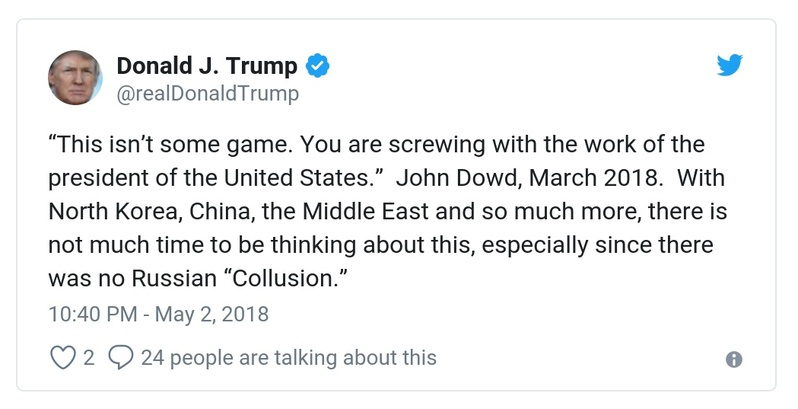 Donald J. Trump
@realDonaldTrump
“This isn’t some game. You are screwing with the work of the
president of the United States.”  John Dowd, March 2018.  With
North Korea, China, the Middle East and so much more, there is
not much time to be thinking about this, especially since there
was no Russian “Collusion.”
10:40 PM - May 2, 2018
2 24 people are talking about this